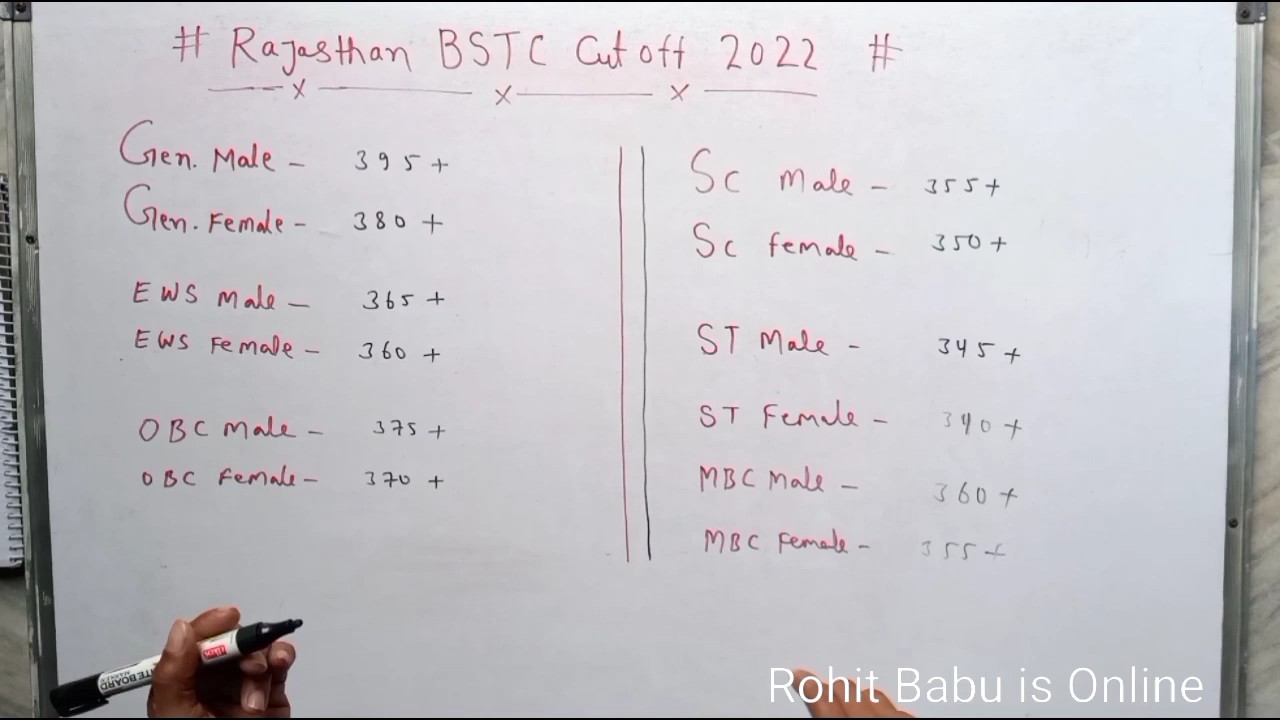 # Rajasthan BSTC Cut off 2022 #
x x x
Gen. Male - 395+
Gen. Female - 380+
EWS male - 365+
EWS Female - 360+
OBC male - 375+
OBC Female - 370+
SC male - 355+
SC female - 350+
ST Male - 345+
ST Female - 340+
MBC Male - 360+
MBC Female - 355+
Rohit Babu is Online